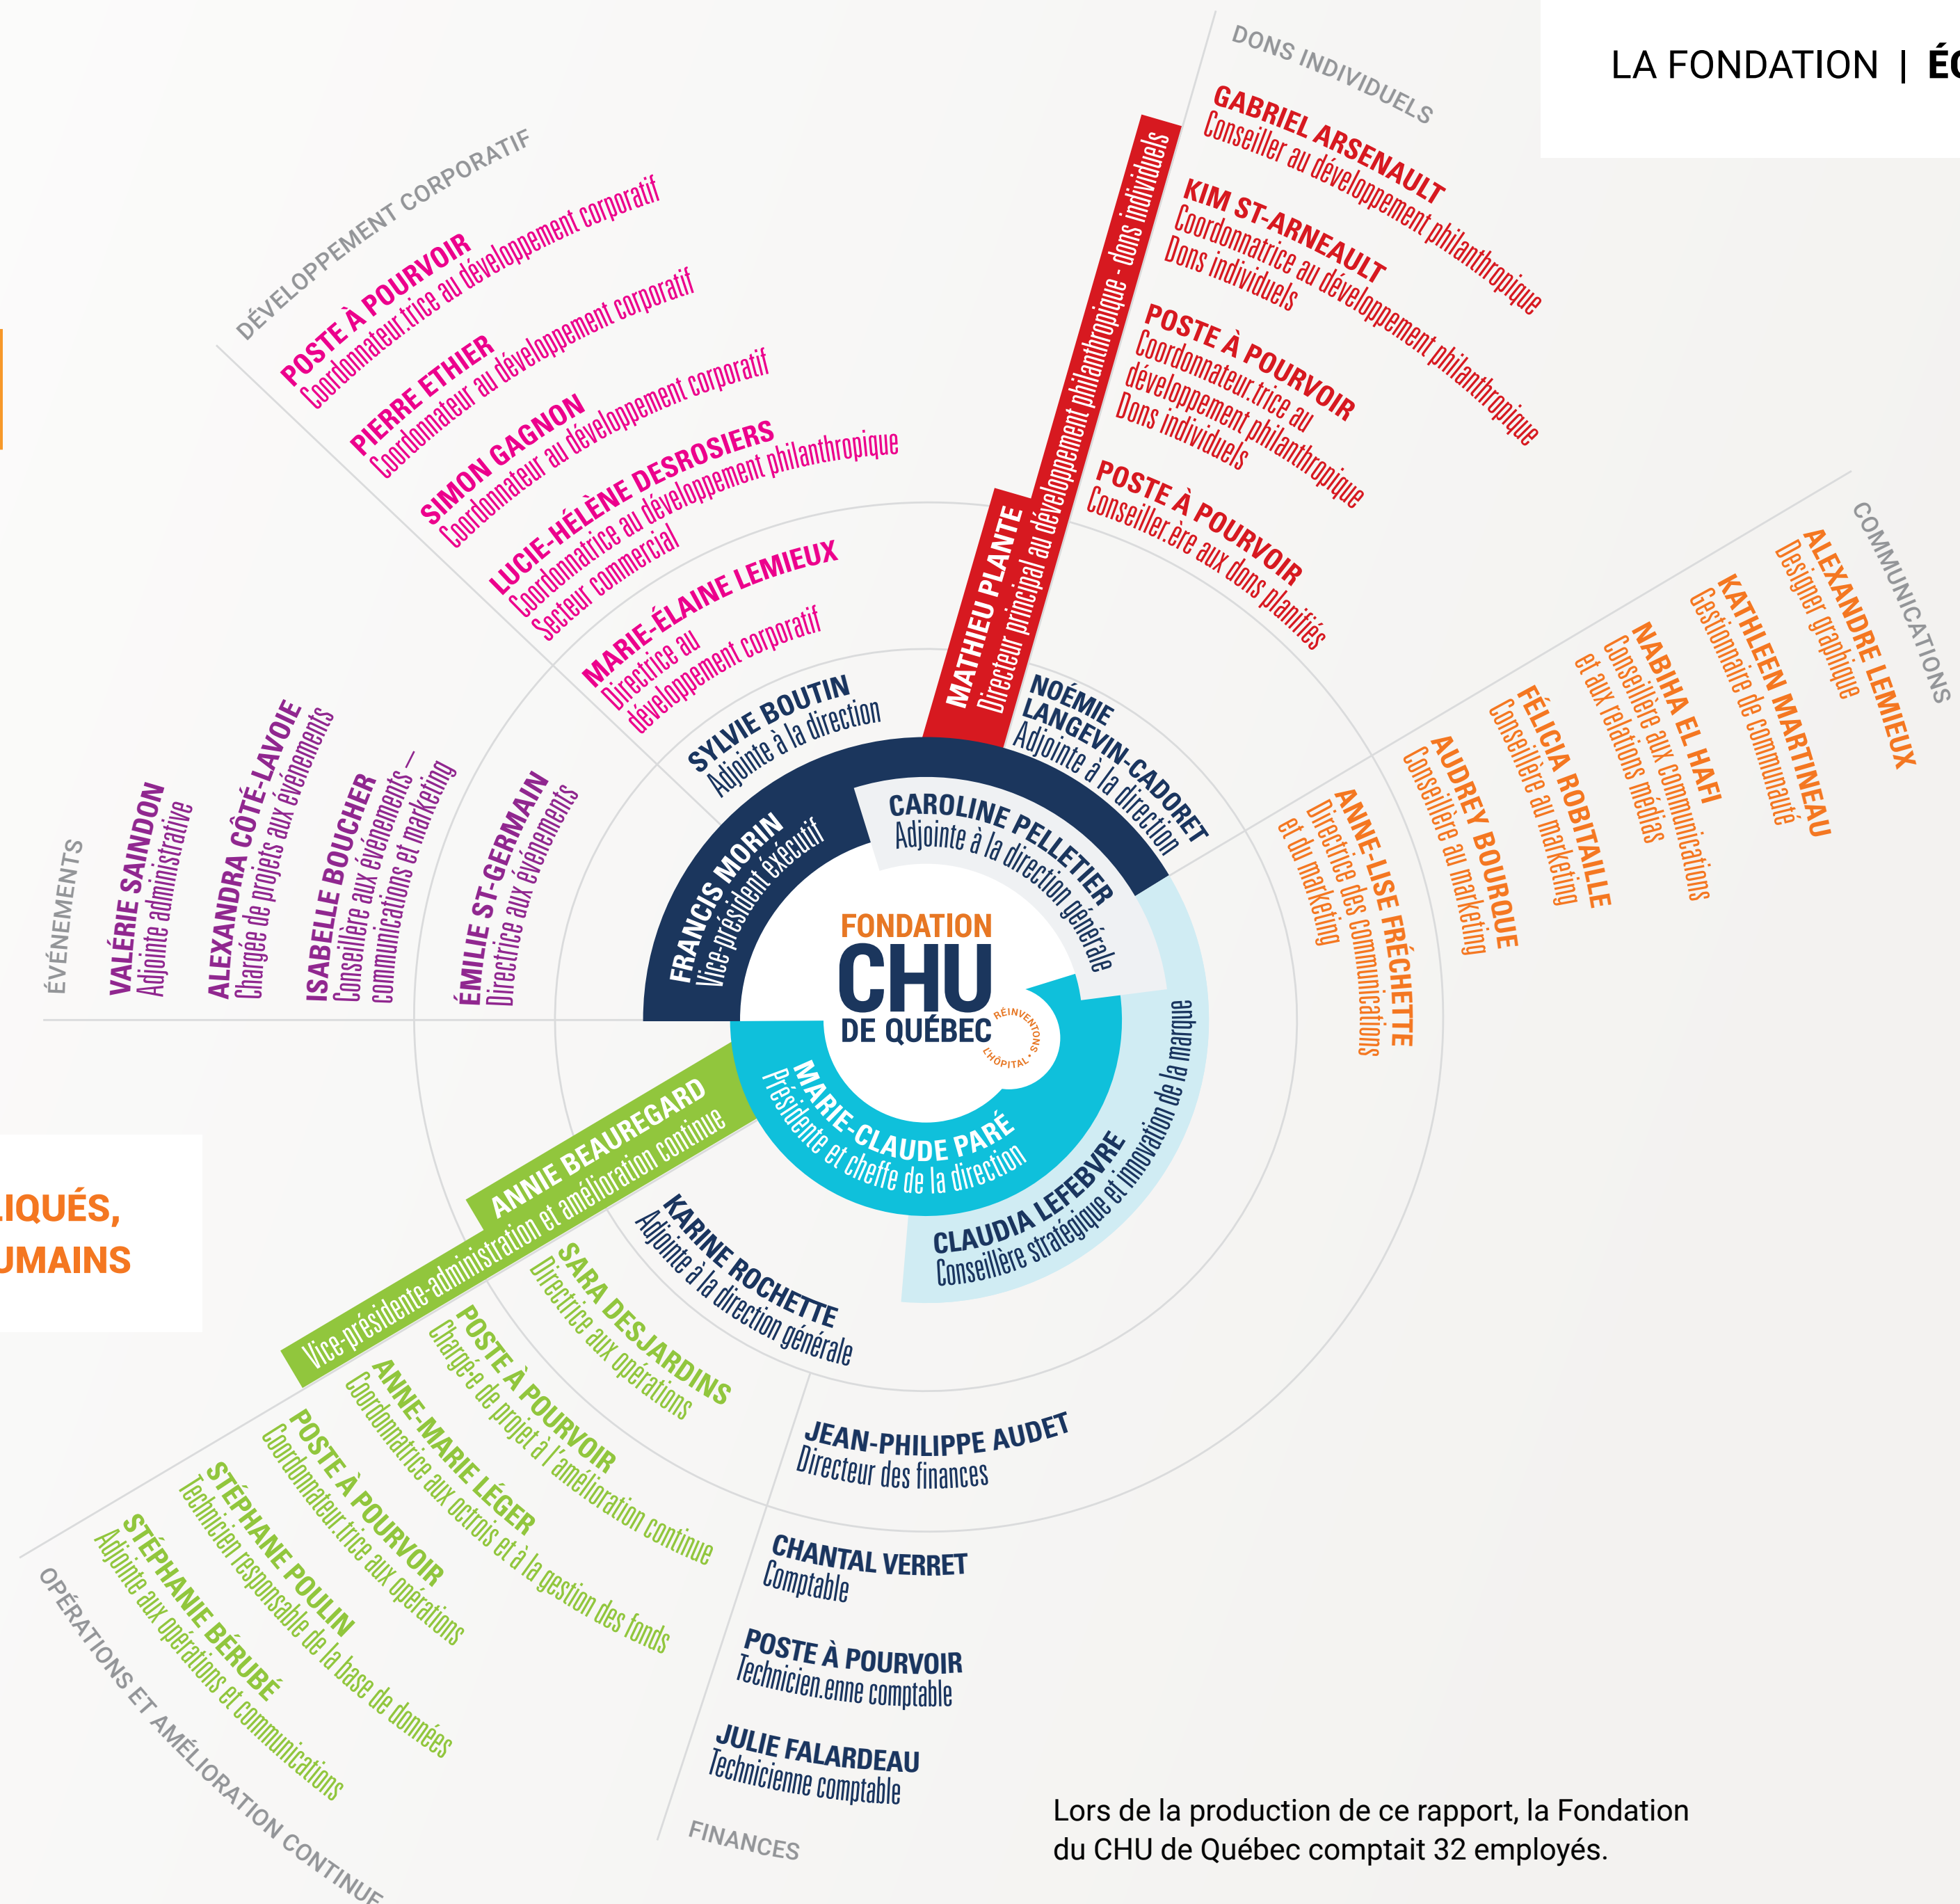 LA FONDATION | ÉQ
DONS INDIVIDUELS
GABRIEL ARSENAULT
Conseiller au développement philanthropique
KIM ST-ARNEAULT
Coordonnatrice au développement philanthropique
Dons individuels
POSTE À POURVOIR
Coordonnateur.trice au
développement philanthropique
Dons individuels
POSTE À POURVOIR
Conseiller.ère aux dons planifiés
MATHIEU PLANTE
Directeur principal au développement philanthropique - dons individuels
DÉVELOPPEMENT CORPORATIF
POSTE À POURVOIR
Coordonnateur.trice au développement corporatif
PIERRE ETHIER
Coordonnateur au développement corporatif
SIMON GAGNON
Coordonnateur au développement corporatif
LUCIE-HÉLÈNE DESROSIERS
Coordonnatrice au développement philanthropique
Secteur commercial
MARIE-ÉLAINE LEMIEUX
Directrice au
développement corporatif
SYLVIE BOUTIN
Adjointe à la direction
NOÉMIE
LANGEVIN-CADORET
Adjointe à la direction
COMMUNICATIONS
ALEXANDRE LEMIEUX
Designer graphique
KATHLEEN MARTINEAU
Gestionnaire de communauté
NABIHA EL HAFI
Conseillère aux communications
et aux relations médias
FÉLICIA ROBITAILLE
Conseillère au marketing
AUDREY BOURQUE
Conseillère au marketing
ANNE-LISE FRÉCHETTE
Directrice des communications
et du marketing
ÉVÉNEMENTS
VALÉRIE SAINDON
Adjointe administrative
ALEXANDRA CÔTÉ-LAVOIE
Chargée de projets aux événements
ISABELLE BOUCHER
Conseillère aux événements –
communications et marketing
ÉMILIE ST-GERMAIN
Directrice aux événements
FRANCIS MORIN
Vice-président éxécutif
CAROLINE PELLETIER
Adjointe à la direction générale
FONDATION
CHU
DE QUÉBEC
RÉINVENTONS
L'HÔPITAL •
MARIE-CLAUDE PARÉ
Présidente et cheffe de la direction
CLAUDIA LEFEBVRE
Conseillère stratégique et innovation de la marque
ANNIE BEAUREGARD
Vice-présidente-administration et amélioration continue
KARINE ROCHETTE
Adjointe à la direction générale
SARA DESJARDINS
Directrice aux opérations
POSTE À POURVOIR
Chargé·e de projet à l'amélioration continue
ANNE-MARIE LÉGER
Coordonnatrice aux octrois et à la gestion des fonds
POSTE À POURVOIR
Coordonnateur.trice aux opérations
STÉPHANE POULIN
Technicien responsable de la base de données
STÉPHANIE BÉRUBÉ
Adjointe aux opérations et communications
OPÉRATIONS ET AMÉLIORATION CONTINUE
JEAN-PHILIPPE AUDET
Directeur des finances
CHANTAL VERRET
Comptable
POSTE À POURVOIR
Technicien.enne comptable
JULIE FALARDEAU
Technicienne comptable
FINANCES
IQUÉS,
UMAINS
Lors de la production de ce rapport, la Fondation
du CHU de Québec comptait 32 employés.